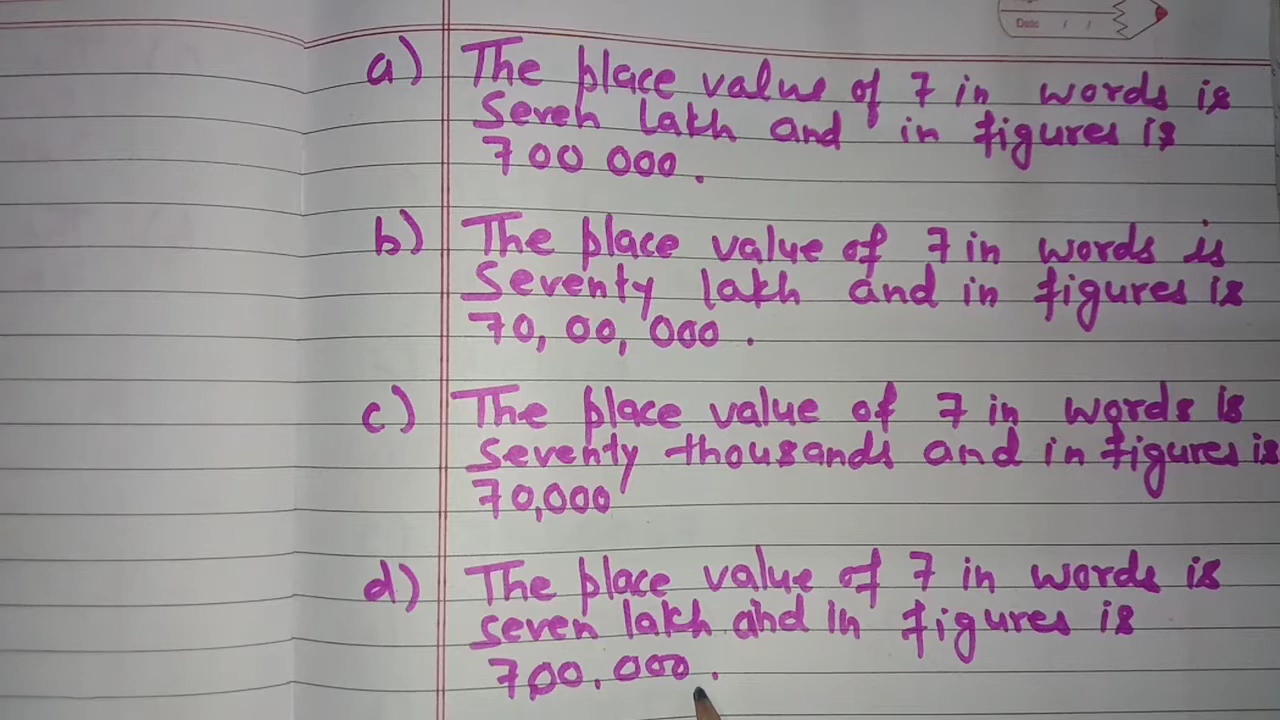 Date / /
a) The place value of 7 in words is
seven lakh and in figures is
700 000.
b) The place value of 7 in words is
seventy lakh and in figures is
70, 00, 000.
c) The place value of 7 in words is
seventy thousands and in figures is
70,000
d) The place value of 7 in words is
seven lakh and in figures is
700,000.